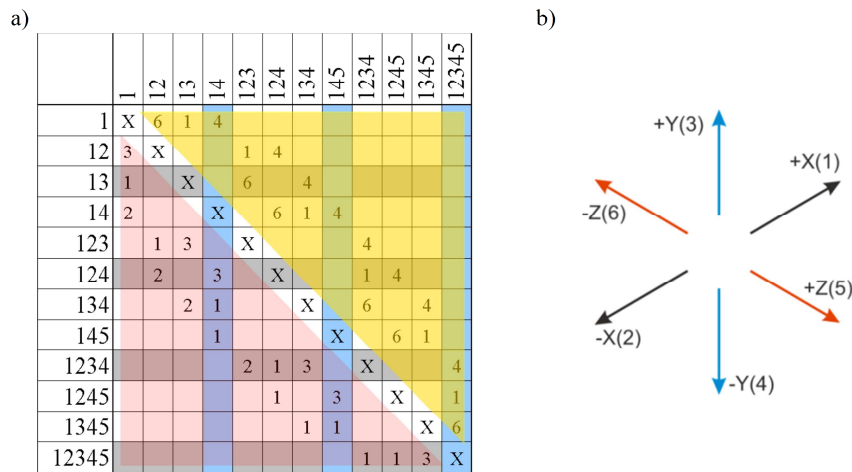 a)
b)
1 12 13 14 123 124 134 145 1234 1245 1345 12345
1 X 6 1 4
12 3 X 1 4
13 1 X 6 4
14 2 X 6 1 4
123 1 3 X 4
124 2 3 X 1 4
134 2 1 X 6 4
145 1 X 6 1
1234 2 1 3 X 4
1245 1 3 X 1
1345 1 1 X 6
12345 1 1 3 X
+Y(3)
+X(1)
-Z(6)
+Z(5)
-X(2)
-Y(4)